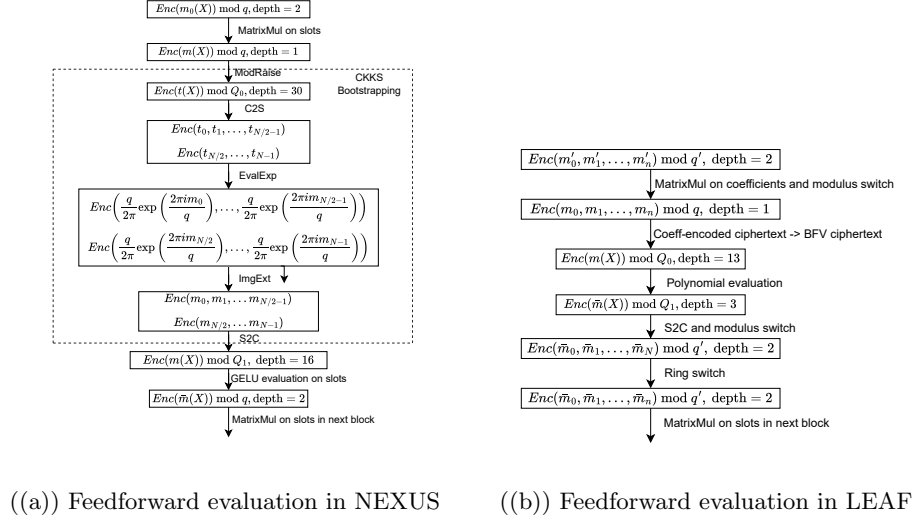 Enc(m_0(X)) mod q, depth = 2
MatrixMul on slots
Enc(m(X)) mod q, depth = 1
ModRaise
CKKS
Bootstrapping
Enc(t(X)) mod Q_0, depth = 30
C2S
Enc(t_0, t_1, . . . , t_{N/2−1})
Enc(t_{N/2}, . . . , t_{N−1})
EvalExp
Enc(q/2π exp(2πim_0/q), . . . , q/2π exp(2πim_{N/2−1}/q))
Enc(q/2π exp(2πim_{N/2}/q), . . . , q/2π exp(2πim_{N−1}/q))
ImgExt
Enc(m_0, m_1, . . . m_{N/2−1})
Enc(m_{N/2}, . . . m_{N−1})
S2C
Enc(m(X)) mod Q_1, depth = 16
GELU evaluation on slots
Enc(m̄(X)) mod q, depth = 2
MatrixMul on slots in next block
((a)) Feedforward evaluation in NEXUS
Enc(m′_0, m′_1, . . . , m′_n) mod q′, depth = 2
MatrixMul on coefficients and modulus switch
Enc(m_0, m_1, . . . , m_n) mod q, depth = 1
Coeff-encoded ciphertext -> BFV ciphertext
Enc(m(X)) mod Q_0, depth = 13
Polynomial evaluation
Enc(m̄(X)) mod Q_1, depth = 3
S2C and modulus switch
Enc(m̄_0, m̄_1, . . . , m̄_N) mod q′, depth = 2
Ring switch
Enc(m̄_0, m̄_1, . . . , m̄_n) mod q′, depth = 2
MatrixMul on slots in next block
((b)) Feedforward evaluation in LEAF